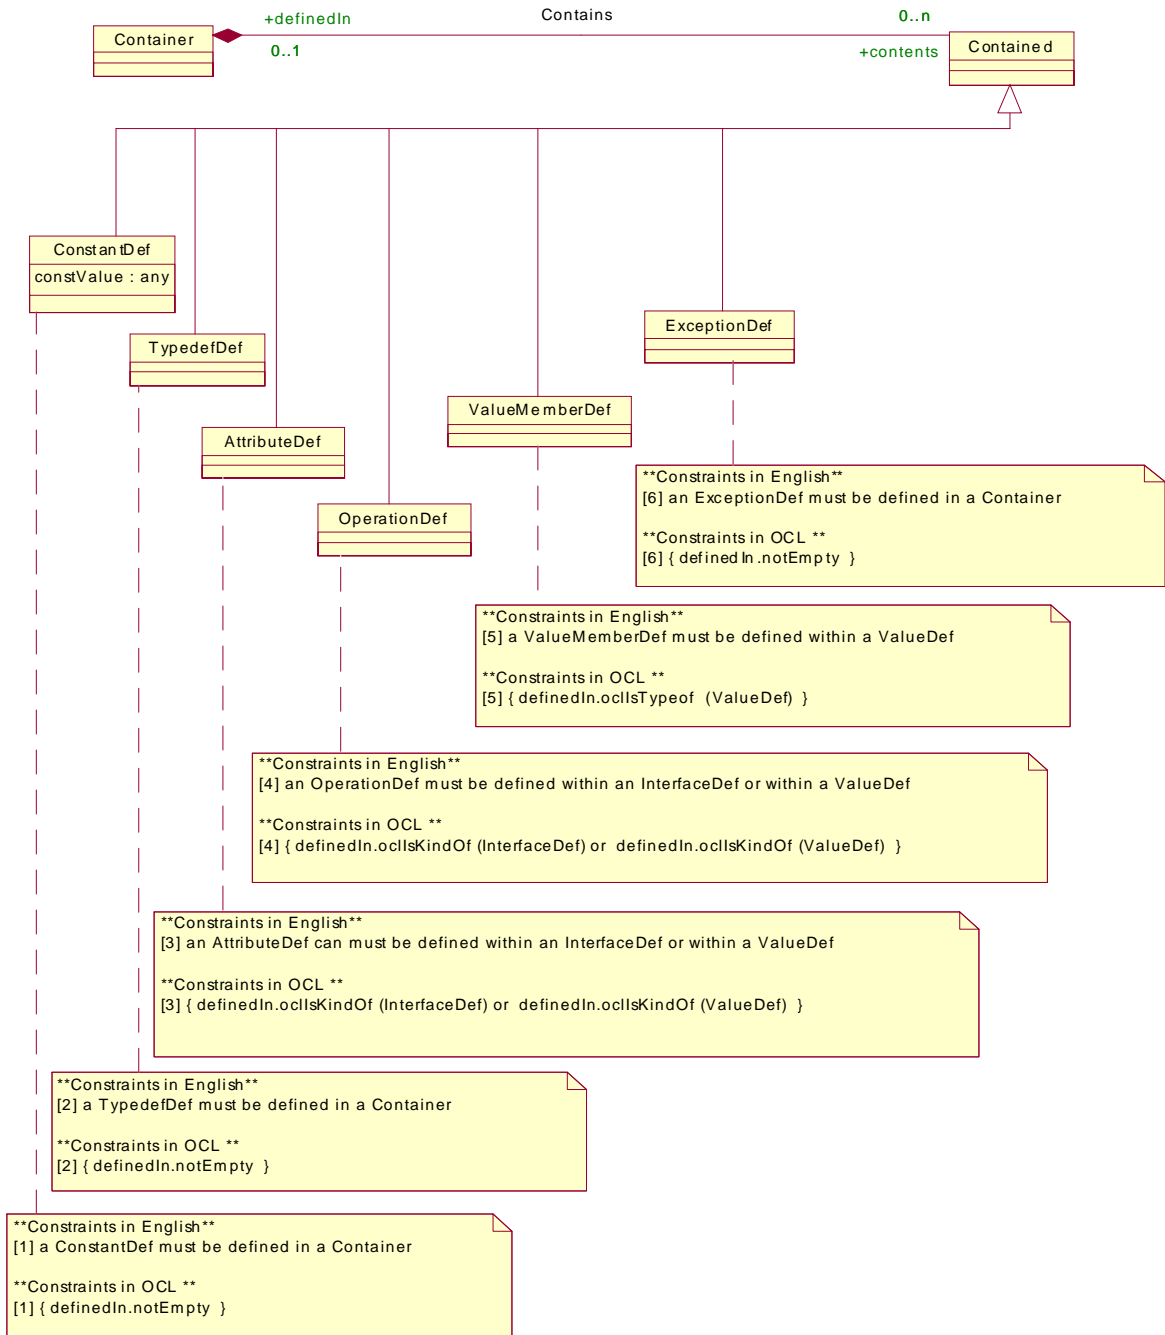 +definedIn
Contains
0..n
Container
0..1
+contents
Contained
ConstantDef
constValue : any
TypedefDef
AttributeDef
OperationDef
ValueMemberDef
ExceptionDef
**Constraints in English**
[6] an ExceptionDef must be defined in a Container
**Constraints in OCL **
[6] { definedIn.notEmpty }
**Constraints in English**
[5] a ValueMemberDef must be defined within a ValueDef
**Constraints in OCL **
[5] { definedIn.oclIsTypeof (ValueDef) }
**Constraints in English**
[4] an OperationDef must be defined within an InterfaceDef or within a ValueDef
**Constraints in OCL **
[4] { definedIn.oclIsKindOf (InterfaceDef) or definedIn.oclIsKindOf (ValueDef) }
**Constraints in English**
[3] an AttributeDef can must be defined within an InterfaceDef or within a ValueDef
**Constraints in OCL **
[3] { definedIn.oclIsKindOf (InterfaceDef) or definedIn.oclIsKindOf (ValueDef) }
**Constraints in English**
[2] a TypedefDef must be defined in a Container
**Constraints in OCL **
[2] { definedIn.notEmpty }
**Constraints in English**
[1] a ConstantDef must be defined in a Container
**Constraints in OCL **
[1] { definedIn.notEmpty }